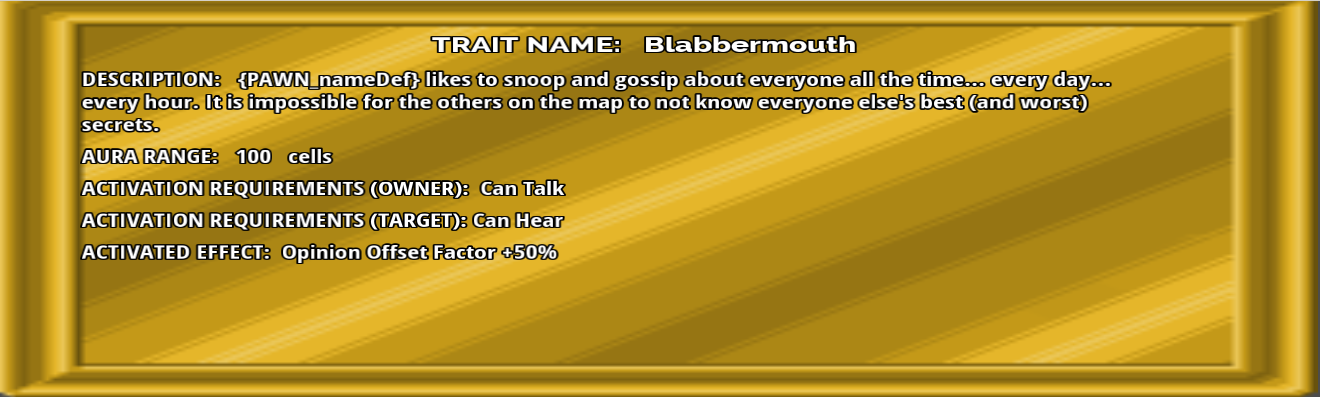 TRAIT NAME: Blabbermouth
DESCRIPTION: {PAWN_nameDef} likes to snoop and gossip about everyone all the time... every day...
every hour. It is impossible for the others on the map to not know everyone else's best (and worst)
secrets.
AURA RANGE: 100 cells
ACTIVATION REQUIREMENTS (OWNER): Can Talk
ACTIVATION REQUIREMENTS (TARGET): Can Hear
ACTIVATED EFFECT: Opinion Offset Factor +50%